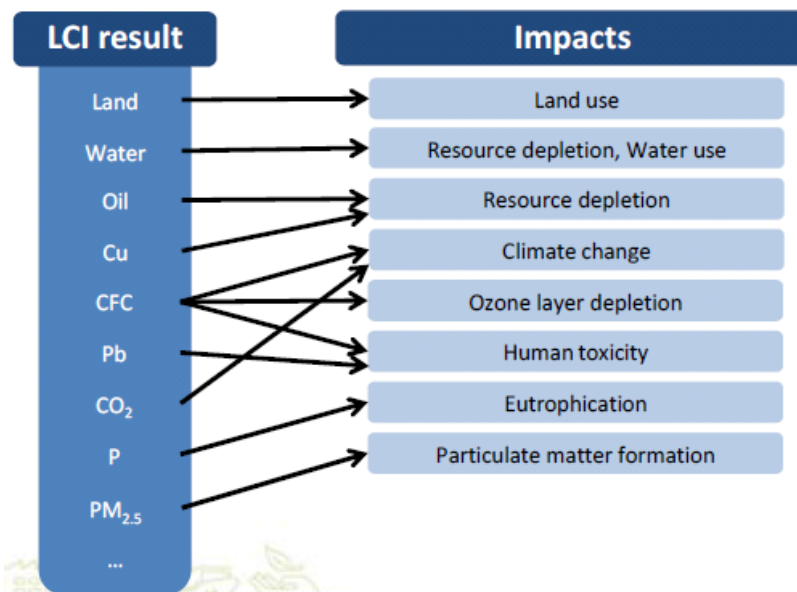 LCI result
Impacts
Land
Water
Oil
Cu
CFC
Pb
CO₂
P
PM₂.₅
...
Land use
Resource depletion, Water use
Resource depletion
Climate change
Ozone layer depletion
Human toxicity
Eutrophication
Particulate matter formation